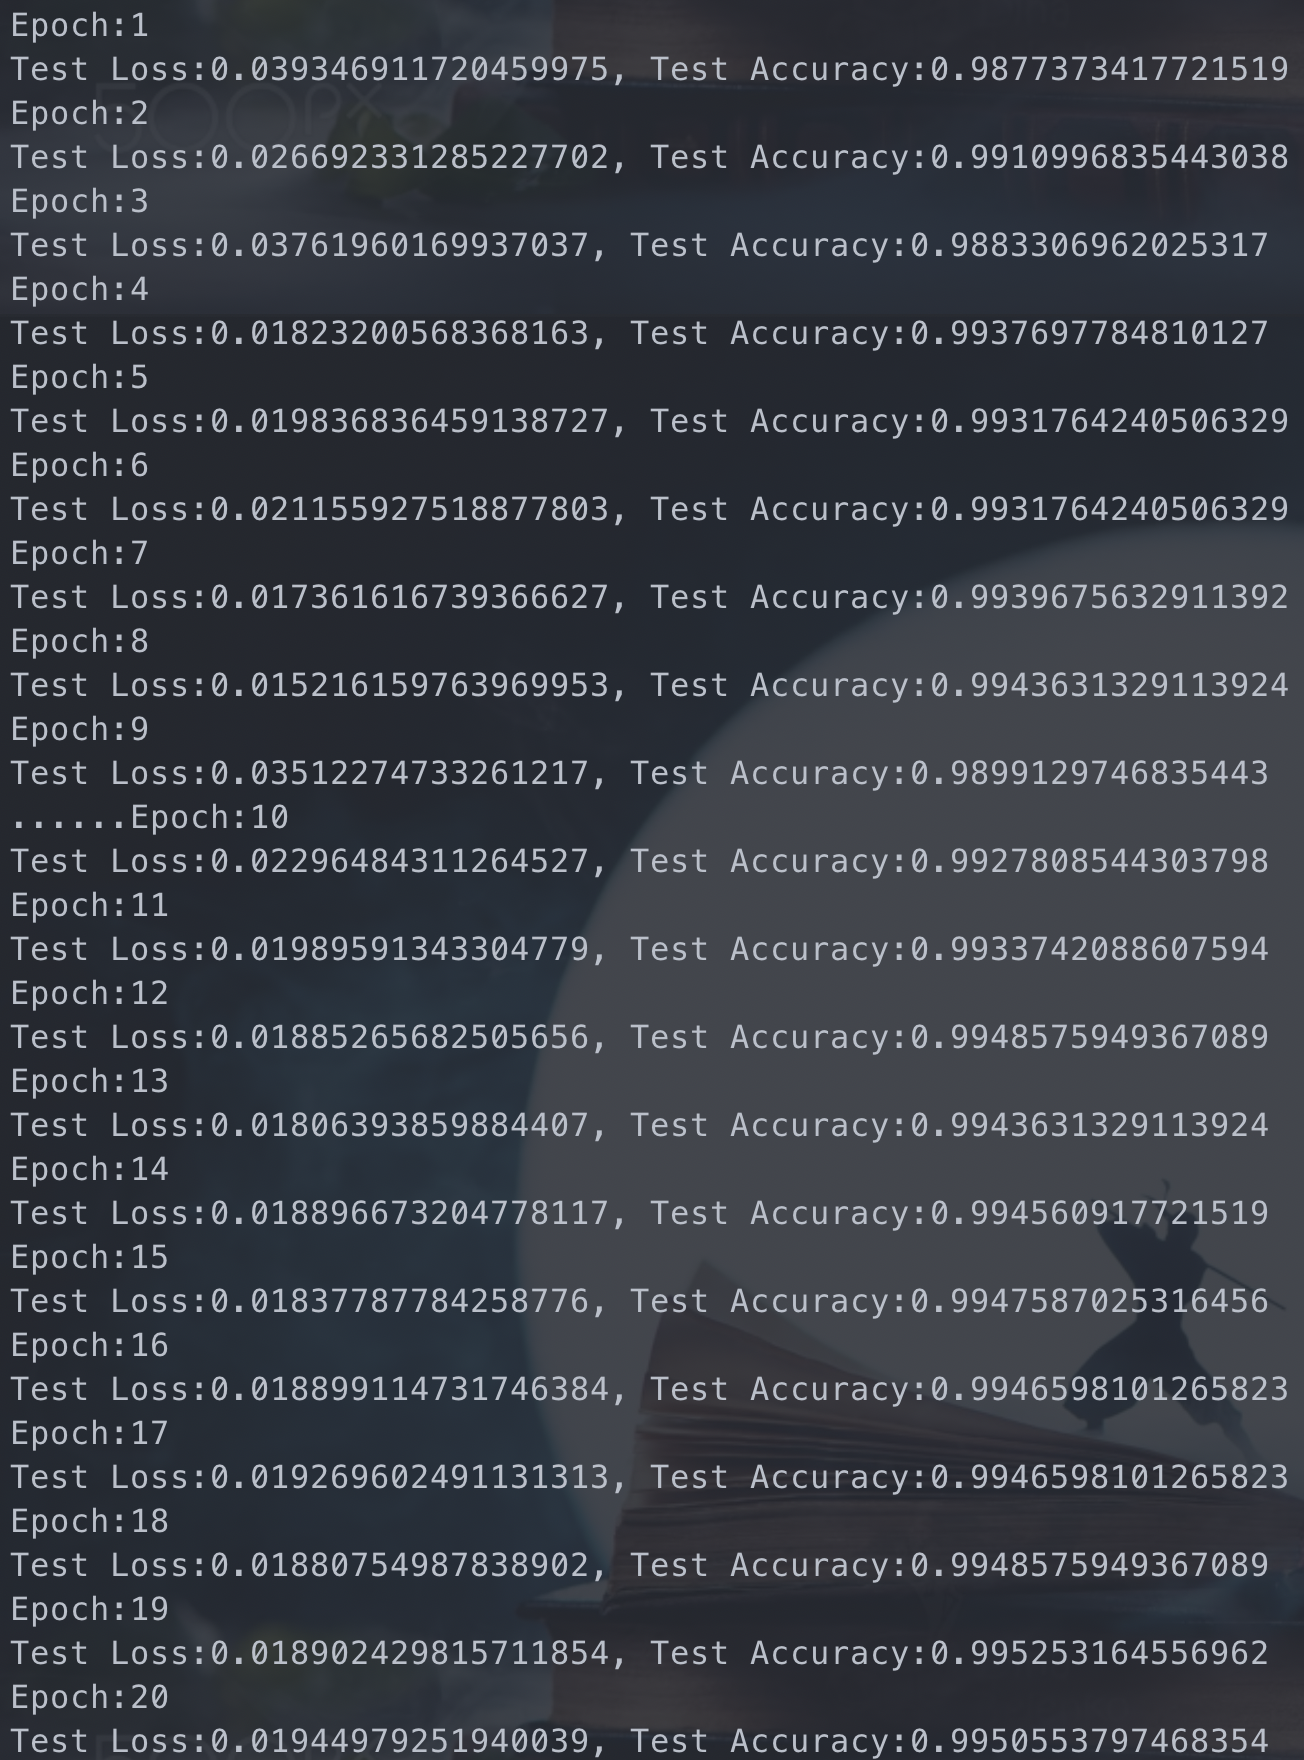 Epoch:1
Test Loss:0.039346911720459975, Test Accuracy:0.9877373417721519
Epoch:2
Test Loss:0.026692331285227702, Test Accuracy:0.9910996835443038
Epoch:3
Test Loss:0.03761960169937037, Test Accuracy:0.9883306962025317
Epoch:4
Test Loss:0.01823200568368163, Test Accuracy:0.9937697784810127
Epoch:5
Test Loss:0.019836836459138727, Test Accuracy:0.9931764240506329
Epoch:6
Test Loss:0.021155927518877803, Test Accuracy:0.9931764240506329
Epoch:7
Test Loss:0.017361616739366627, Test Accuracy:0.9939675632911392
Epoch:8
Test Loss:0.015216159763969953, Test Accuracy:0.9943631329113924
Epoch:9
Test Loss:0.03512274733261217, Test Accuracy:0.9899129746835443
......Epoch:10
Test Loss:0.02296484311264527, Test Accuracy:0.9927808544303798
Epoch:11
Test Loss:0.01989591343304779, Test Accuracy:0.9933742088607594
Epoch:12
Test Loss:0.01885265682505656, Test Accuracy:0.9948575949367089
Epoch:13
Test Loss:0.01806393859884407, Test Accuracy:0.9943631329113924
Epoch:14
Test Loss:0.018896673204778117, Test Accuracy:0.994560917721519
Epoch:15
Test Loss:0.01837787784258776, Test Accuracy:0.9947587025316456
Epoch:16
Test Loss:0.018899114731746384, Test Accuracy:0.9946598101265823
Epoch:17
Test Loss:0.019269602491131313, Test Accuracy:0.9946598101265823
Epoch:18
Test Loss:0.01880754987838902, Test Accuracy:0.9948575949367089
Epoch:19
Test Loss:0.018902429815711854, Test Accuracy:0.995253164556962
Epoch:20
Test Loss:0.01944979251940039, Test Accuracy:0.9950553797468354
500px